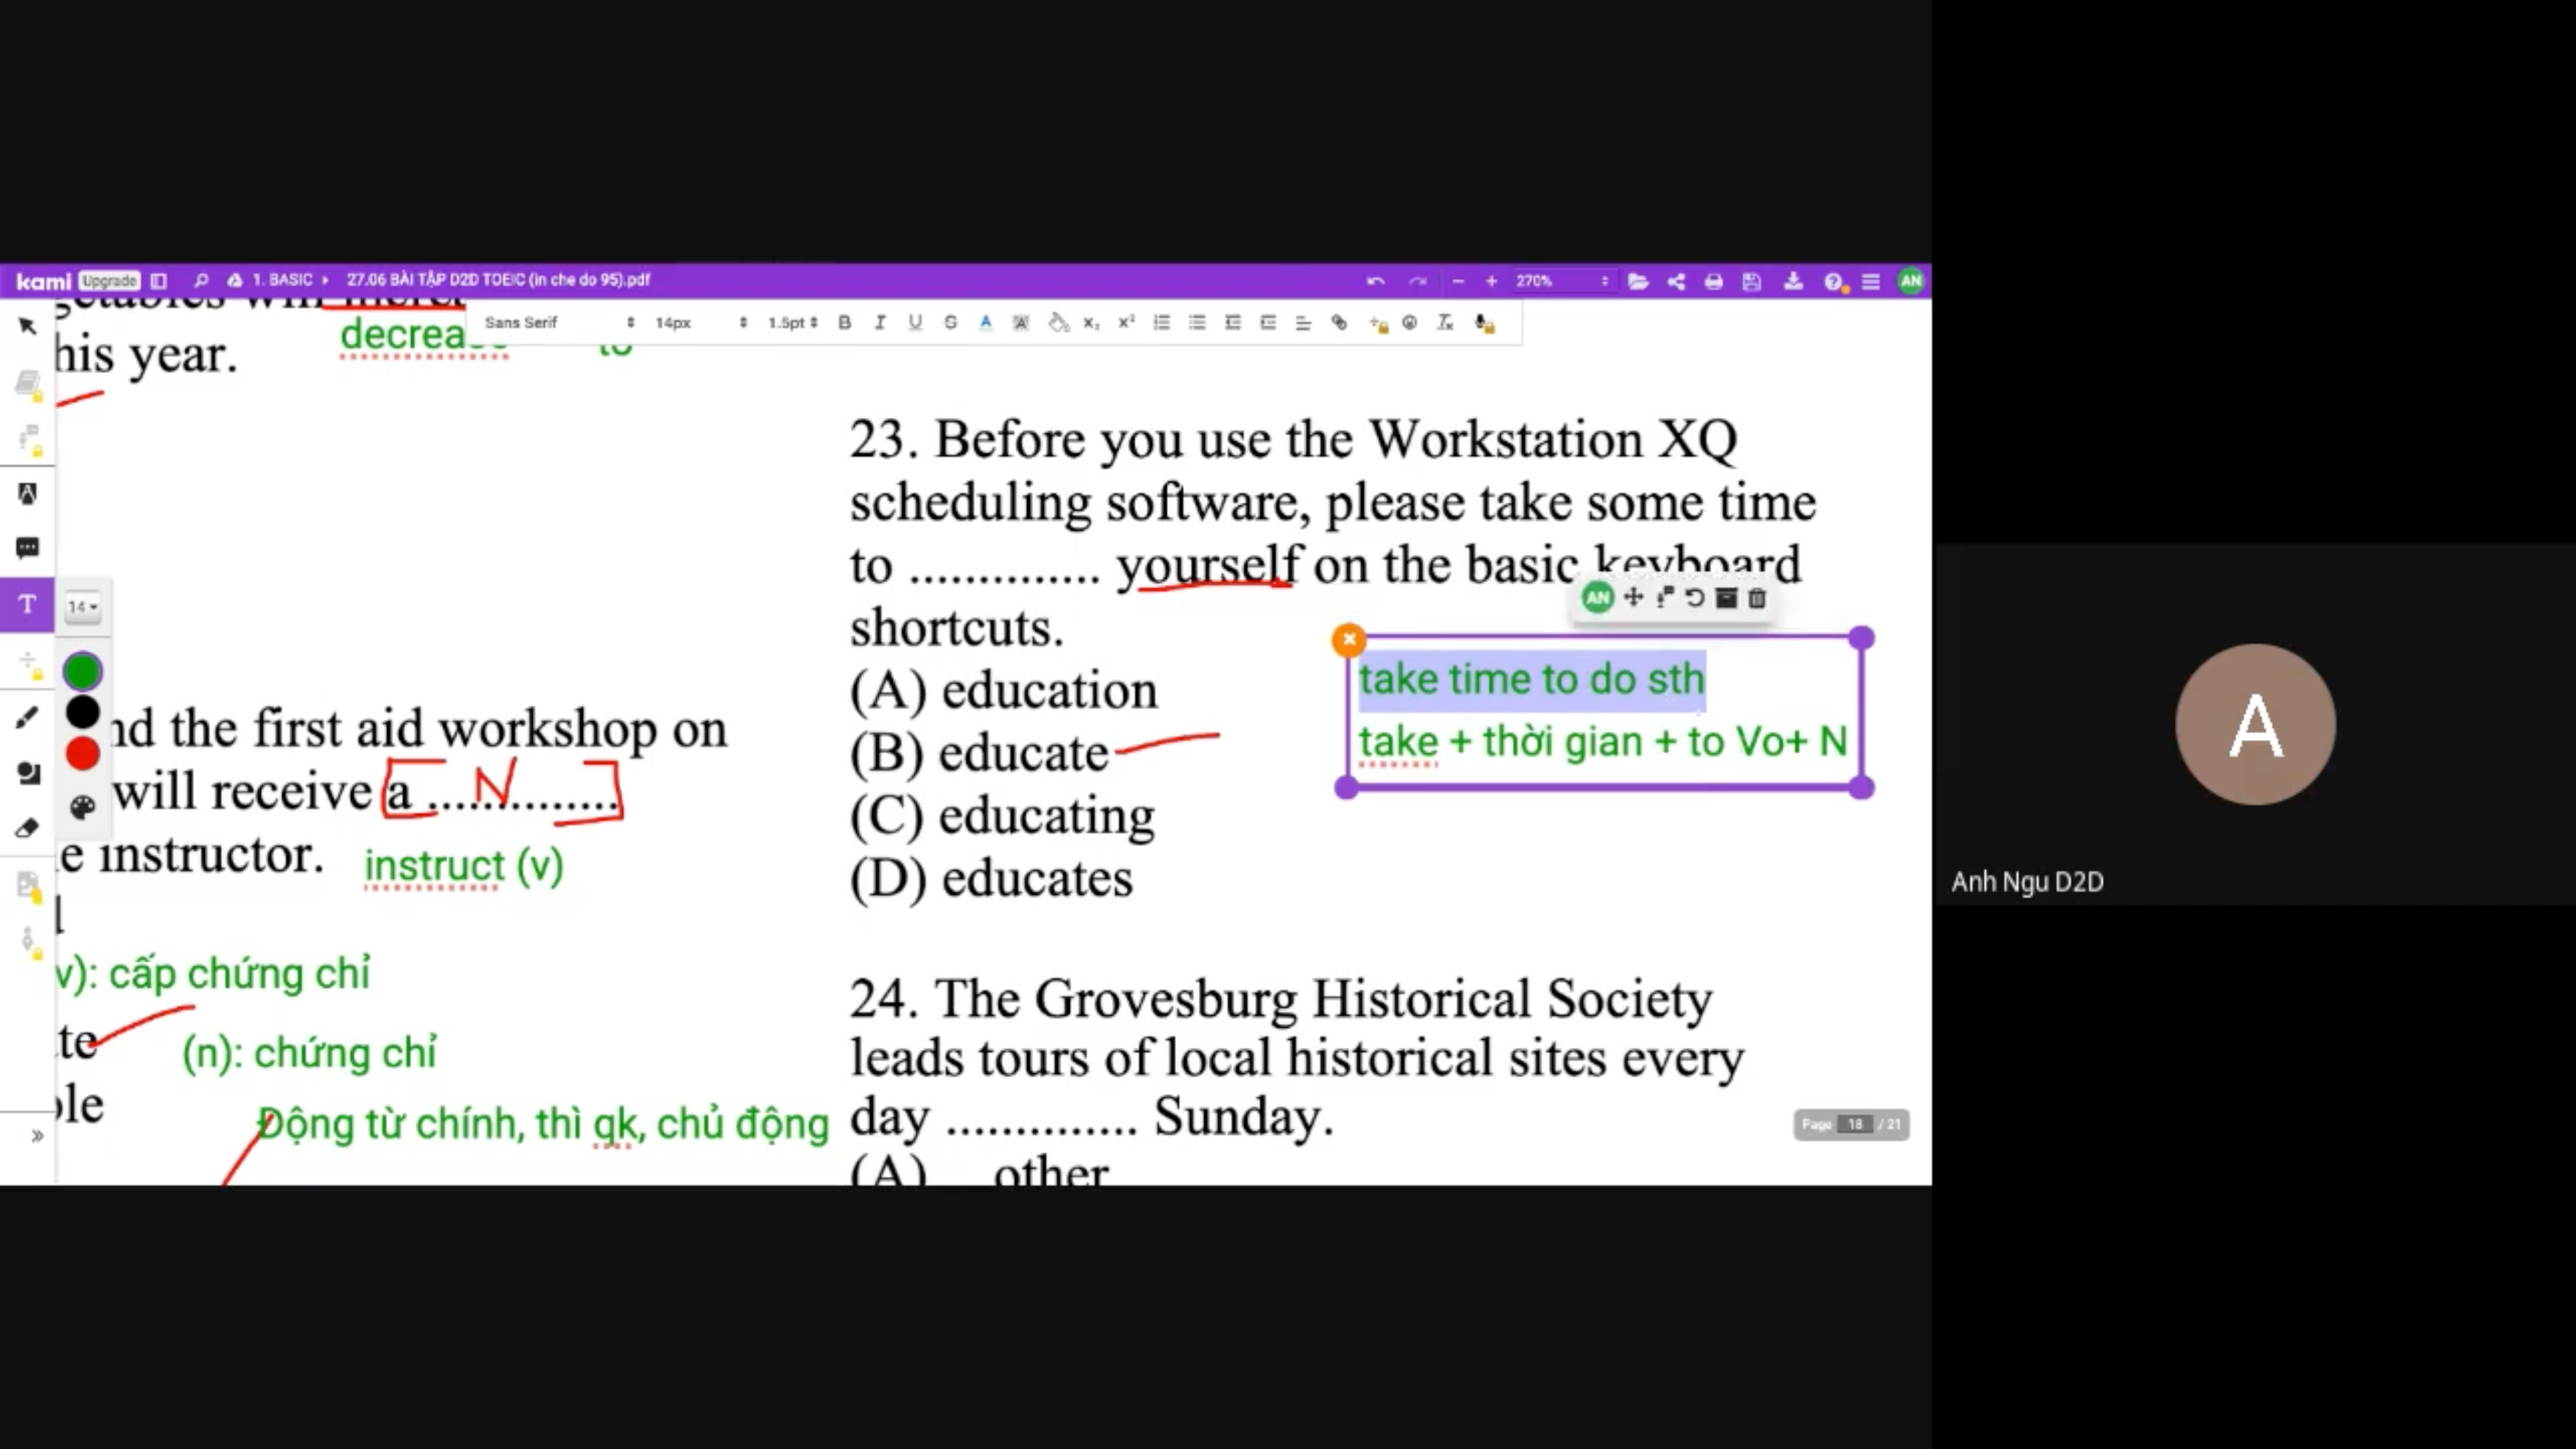 kami Upgrade 1. BASIC 27.06 BÀI TẬP D2D TOEIC (in che do 95).pdf 270% AN
Sans Serif 14px 1.5pt B I U S A x₂ x²
his year.
14
nd the first aid workshop on
will receive a .............. N
e instructor. instruct (v)
v): cấp chứng chỉ
te (n): chứng chỉ
ole
Động từ chính, thì qk, chủ động
23. Before you use the Workstation XQ
scheduling software, please take some time
to .............. yourself on the basic keyboard
shortcuts.
(A) education
(B) educate
(C) educating
(D) educates
AN
take time to do sth
take + thời gian + to Vo+ N
24. The Grovesburg Historical Society
leads tours of local historical sites every
day .............. Sunday.
(A) other
Page 18 / 21
A
Anh Ngu D2D